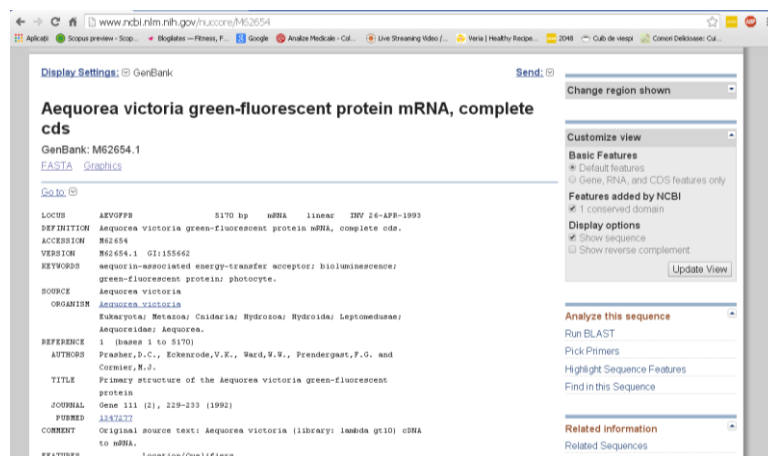 www.ncbi.nlm.nih.gov/nuccore/M62654
Aplicații Scopus preview - Scop... Blogilates — Fitness, F... Google Analize Medicale - Col... Live Streaming Video /... Veria | Healthy Recipe... 2048 Cuib de viespi Comori Delicioase: Cul...
Display Settings: GenBank
Send:
Aequorea victoria green-fluorescent protein mRNA, complete
cds
GenBank: M62654.1
FASTA Graphics
Go to:
LOCUS AEVGFPB 5170 bp mRNA linear INV 26-APR-1993
DEFINITION Aequorea victoria green-fluorescent protein mRNA, complete cds.
ACCESSION M62654
VERSION M62654.1 GI:155662
KEYWORDS aequorin-associated energy-transfer acceptor; bioluminescence;
green-fluorescent protein; photocyte.
SOURCE Aequorea victoria
ORGANISM Aequorea victoria
Eukaryota; Metazoa; Cnidaria; Hydrozoa; Hydroida; Leptomedusae;
Aequoreidae; Aequorea.
REFERENCE 1 (bases 1 to 5170)
AUTHORS Prasher,D.C., Eckenrode,V.K., Ward,W.W., Prendergast,F.G. and
Cormier,M.J.
TITLE Primary structure of the Aequorea victoria green-fluorescent
protein
JOURNAL Gene 111 (2), 229-233 (1992)
PUBMED 1347277
COMMENT Original source text: Aequorea victoria (library: lambda gt10) cDNA
to mRNA.
FEATURES Location/Qualifiers
Change region shown
Customize view
Basic Features
Default features
Gene, RNA, and CDS features only
Features added by NCBI
1 conserved domain
Display options
Show sequence
Show reverse complement
Update View
Analyze this sequence
Run BLAST
Pick Primers
Highlight Sequence Features
Find in this Sequence
Related information
Related Sequences